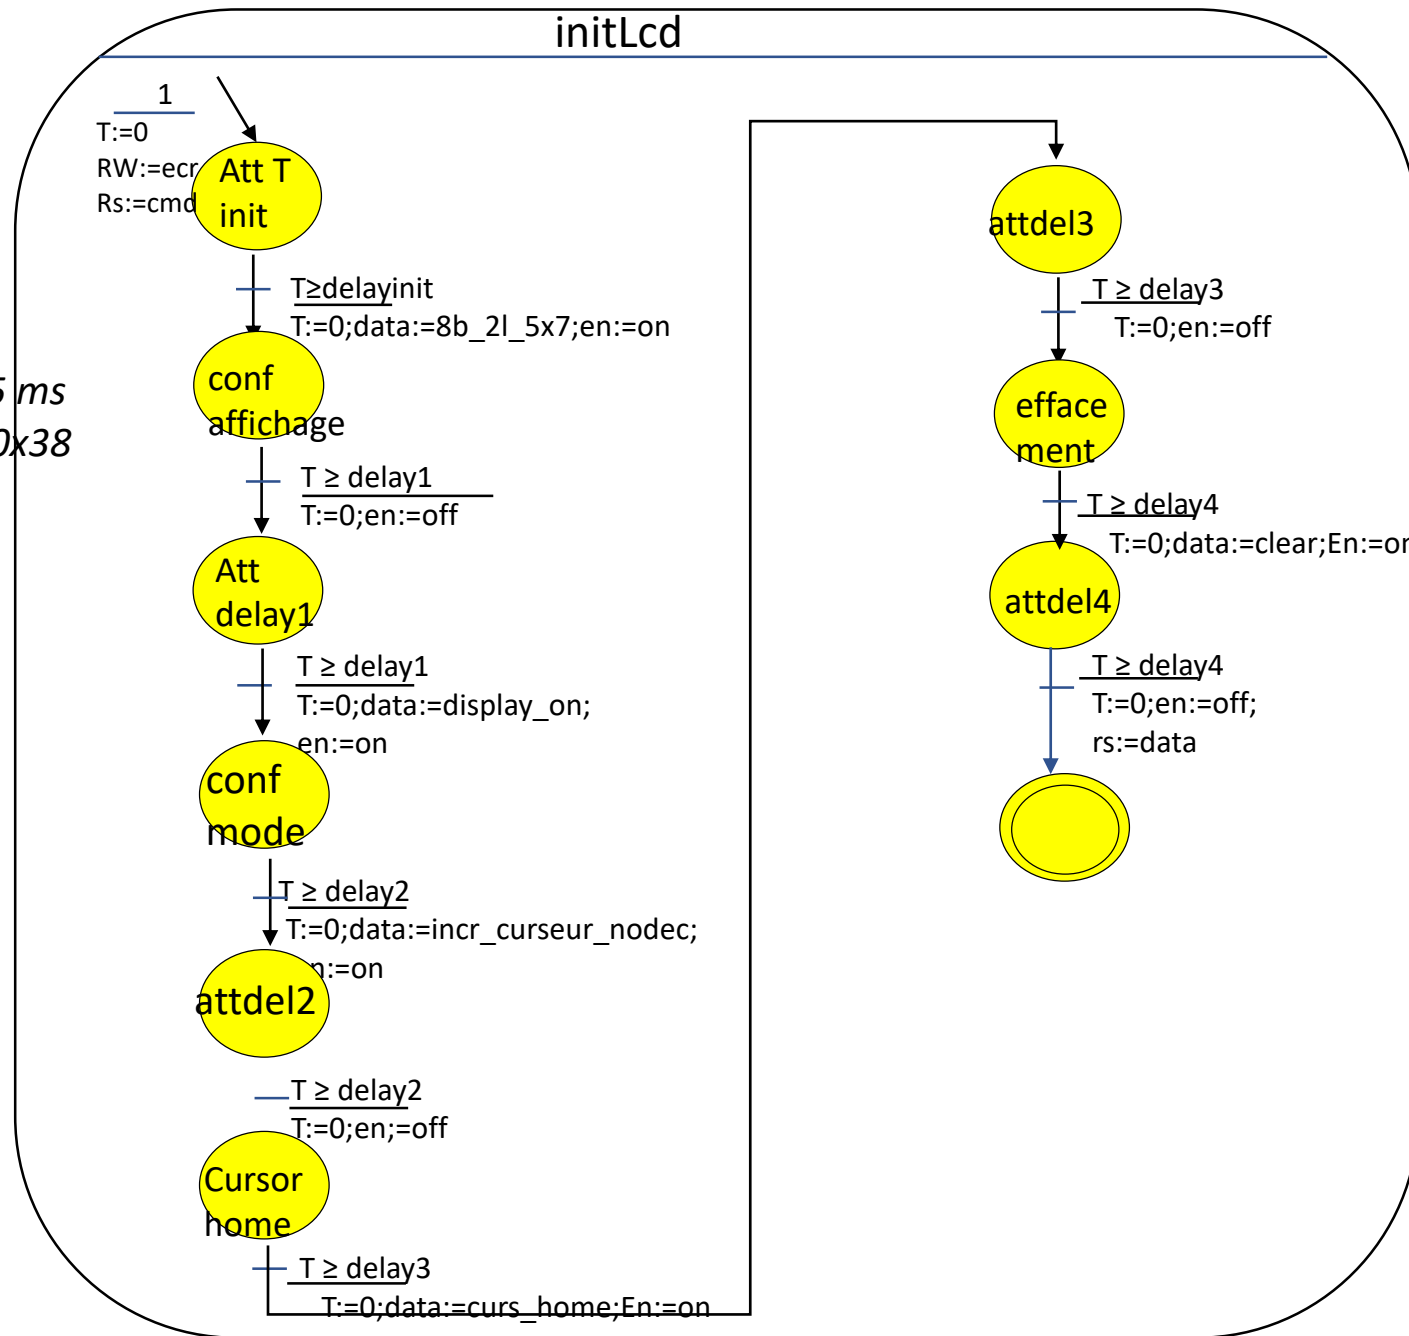 initLcd
1
T:=0
RW:=ecr
Rs:=cmd
Att T
init
T≥delayinit
T:=0;data:=8b_2l_5x7;en:=on
ms
0x38
conf
affichage
T ≥ delay1
T:=0;en:=off
Att
delay1
T ≥ delay1
T:=0;data:=display_on;
en:=on
conf
mode
T ≥ delay2
T:=0;data:=incr_curseur_nodec;
n:=on
attdel2
T ≥ delay2
T:=0;en;=off
Cursor
home
T ≥ delay3
T:=0;data:=curs_home;En:=on
attdel3
T ≥ delay3
T:=0;en:=off
efface
ment
T ≥ delay4
T:=0;data:=clear;En:=on
attdel4
T ≥ delay4
T:=0;en:=off;
rs:=data